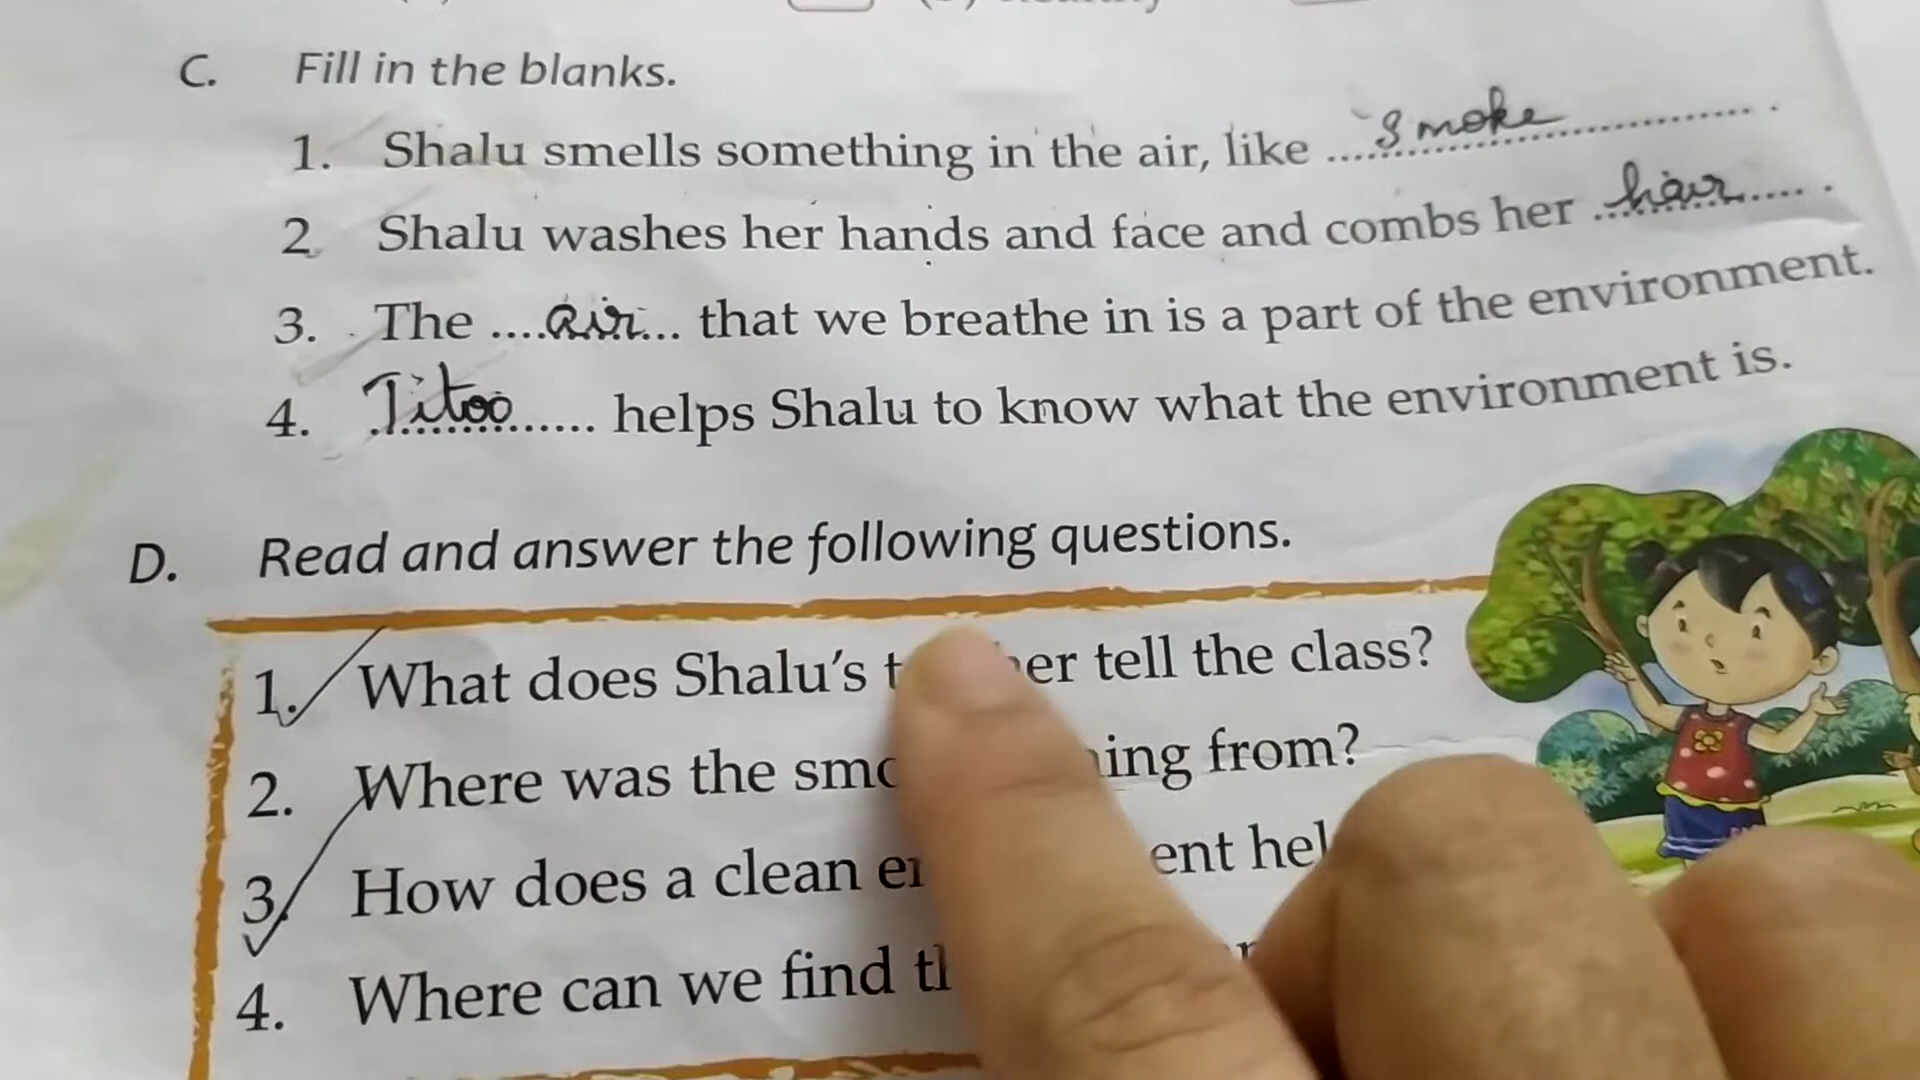 C. Fill in the blanks.
1. Shalu smells something in the air, like ....smoke.... .
2. Shalu washes her hands and face and combs her ...hair.... .
3. The ....air... that we breathe in is a part of the environment.
4. ..Titoo...... helps Shalu to know what the environment is.
D. Read and answer the following questions.
1. What does Shalu's t er tell the class?
2. Where was the smo ing from?
3. How does a clean e ent hel
4. Where can we find